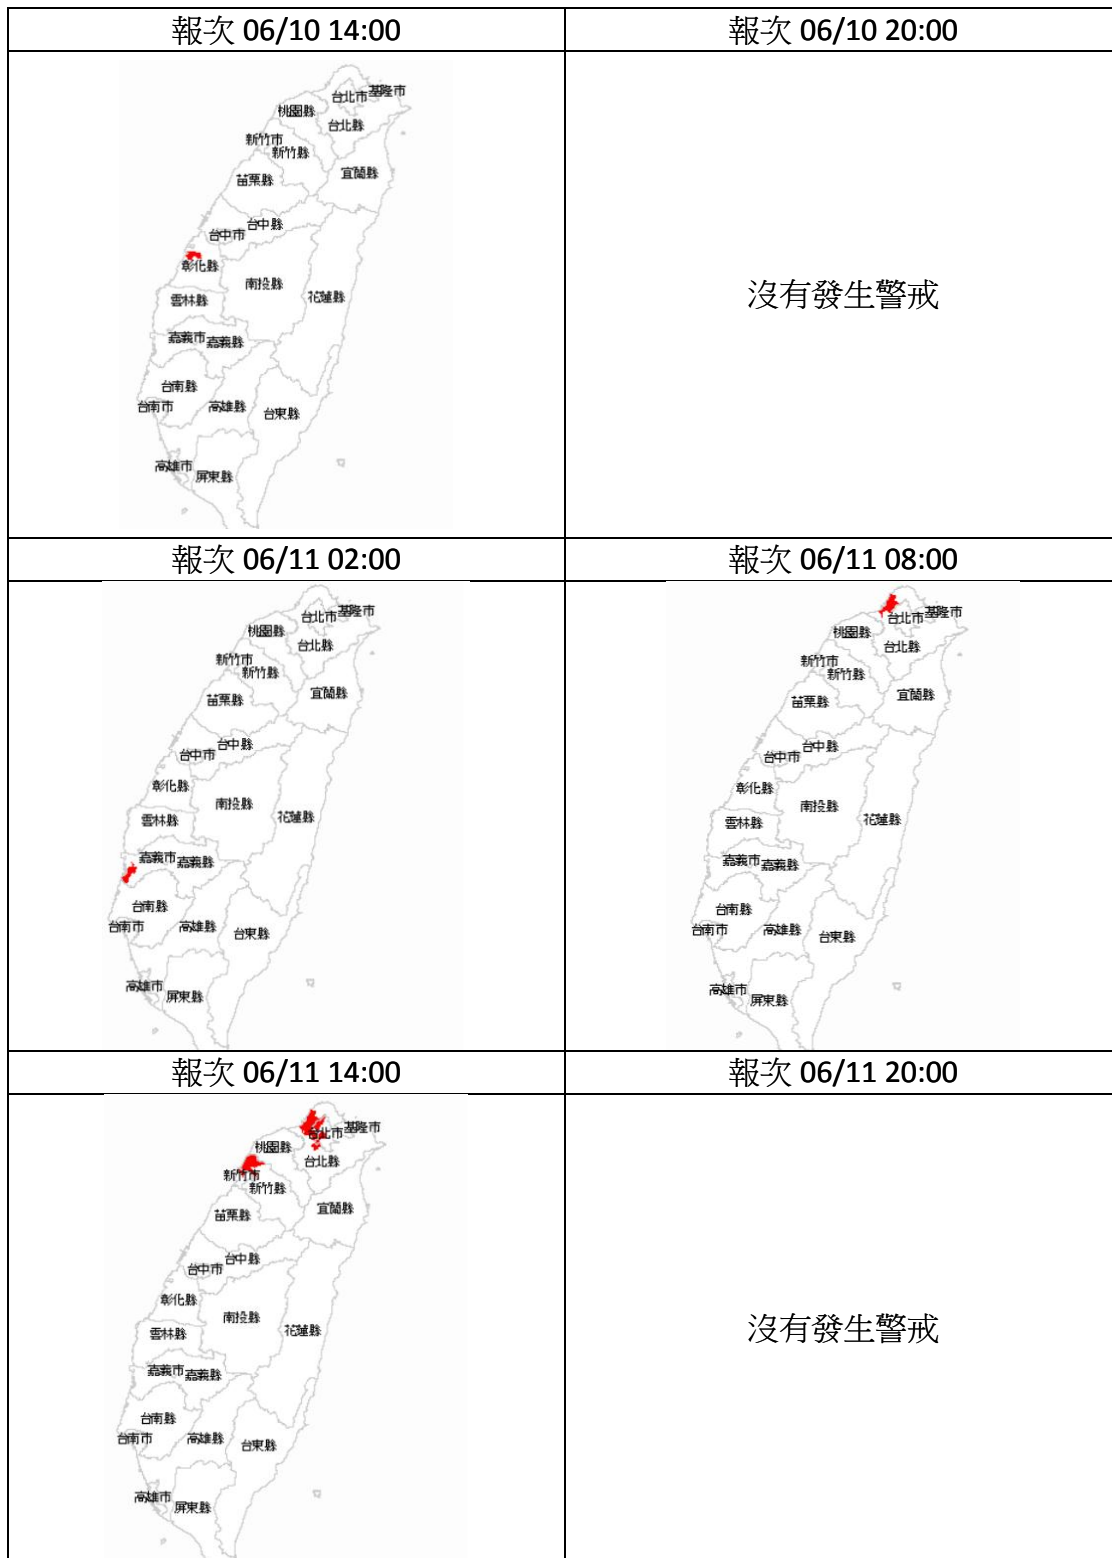 報次 06/10 14:00
報次 06/10 20:00
台北市
基隆市
桃園縣
台北縣
新竹市
新竹縣
宜蘭縣
苗栗縣
台中縣
台中市
彰化縣
南投縣
花蓮縣
雲林縣
嘉義市
嘉義縣
台南縣
台南市
高雄縣
台東縣
高雄市
屏東縣
沒有發生警戒
報次 06/11 02:00
報次 06/11 08:00
台北市
基隆市
桃園縣
台北縣
新竹市
新竹縣
宜蘭縣
苗栗縣
台中縣
台中市
彰化縣
南投縣
花蓮縣
雲林縣
嘉義市
嘉義縣
台南縣
台南市
高雄縣
台東縣
高雄市
屏東縣
台北市
基隆市
桃園縣
台北縣
新竹市
新竹縣
宜蘭縣
苗栗縣
台中縣
台中市
彰化縣
南投縣
花蓮縣
雲林縣
嘉義市
嘉義縣
台南縣
台南市
高雄縣
台東縣
高雄市
屏東縣
報次 06/11 14:00
報次 06/11 20:00
台北市
基隆市
桃園縣
台北縣
新竹市
新竹縣
宜蘭縣
苗栗縣
台中縣
台中市
彰化縣
南投縣
花蓮縣
雲林縣
嘉義市
嘉義縣
台南縣
台南市
高雄縣
台東縣
高雄市
屏東縣
沒有發生警戒